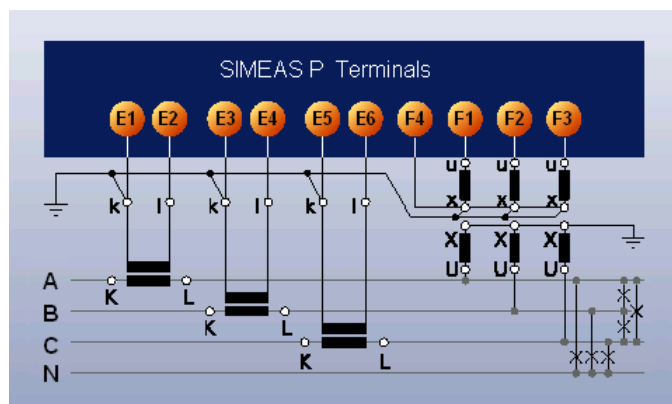 SIMEAS P Terminals
E1 E2 E3 E4 E5 E6 F4 F1 F2 F3
u u u
k l k l k l x x x
X X X
A U U U
K L
B
K L
C
K L
N